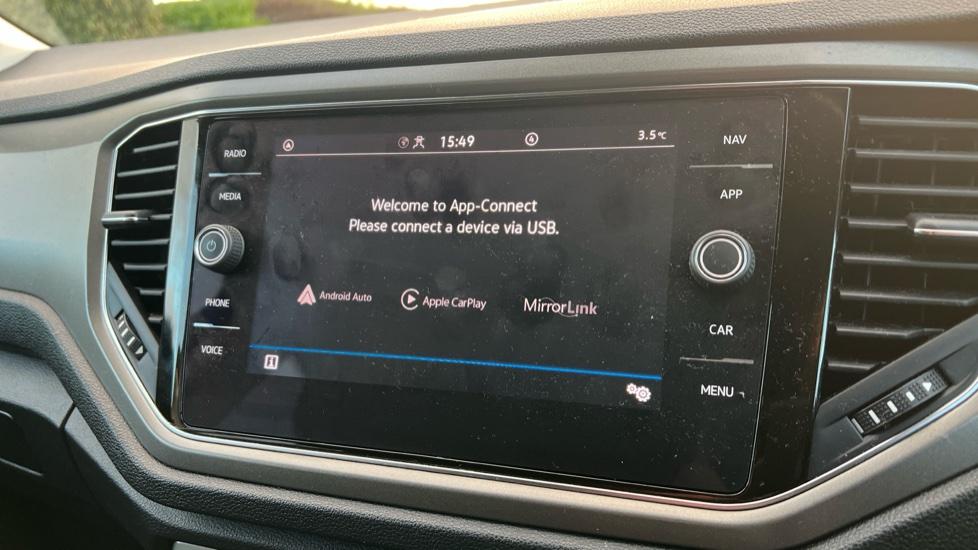 15:49
3.5°C
RADIO
MEDIA
PHONE
VOICE
Welcome to App-Connect
Please connect a device via USB.
Android Auto
Apple CarPlay
MirrorLink
NAV
APP
CAR
MENU